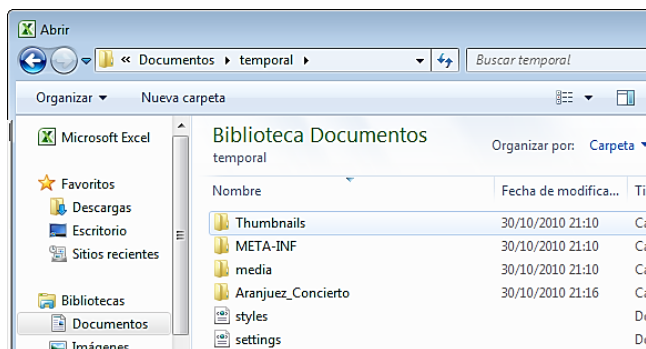 Abrir
« Documentos temporal Buscar temporal
Organizar Nueva carpeta
Microsoft Excel
Favoritos
Descargas
Escritorio
Sitios recientes
Bibliotecas
Documentos
Imágenes
Biblioteca Documentos
temporal
Organizar por: Carpeta
Nombre Fecha de modifica...
Thumbnails 30/10/2010 21:10
META-INF 30/10/2010 21:10
media 30/10/2010 21:10
Aranjuez_Concierto 30/10/2010 21:16
styles
settings